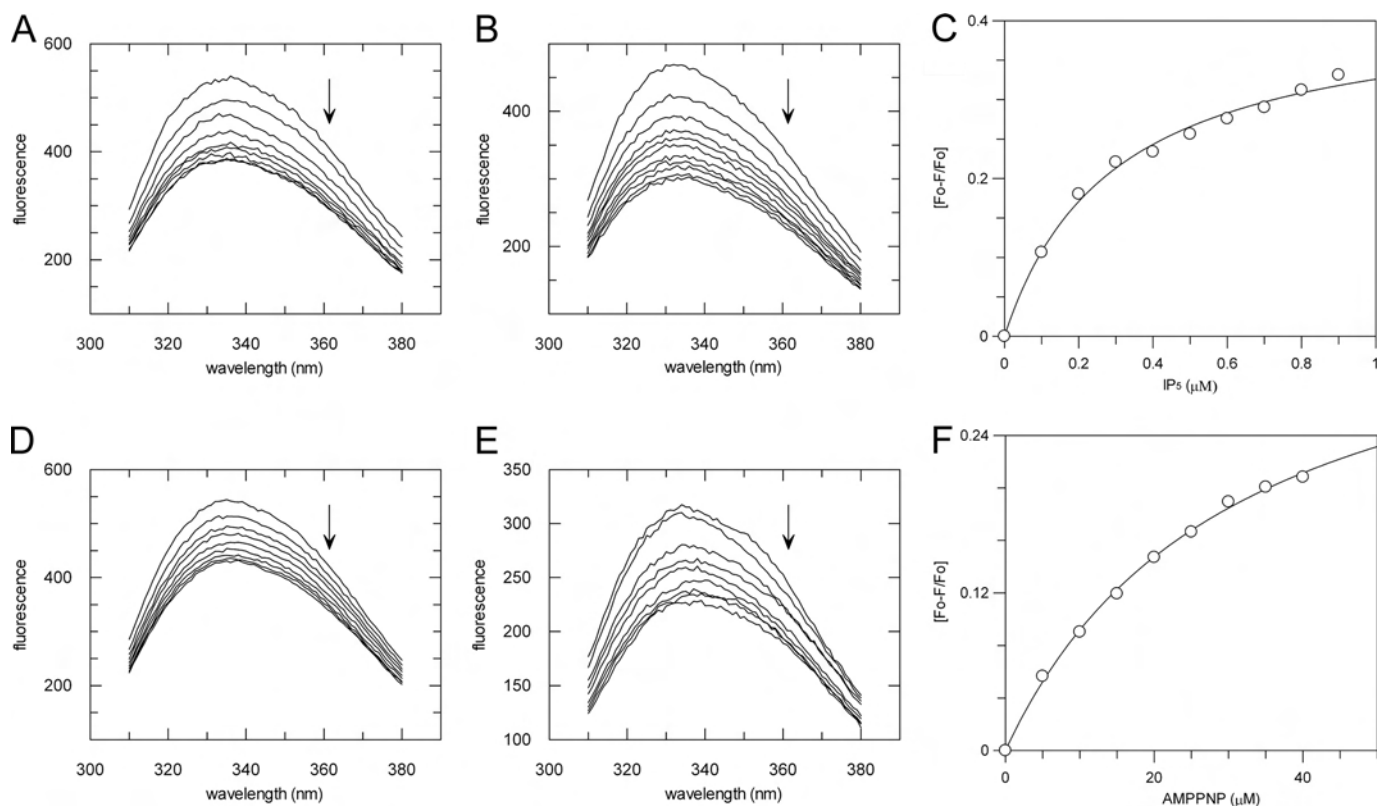 A
600
400
200
fluorescence
300 320 340 360 380
wavelength (nm)
B
400
200
fluorescence
300 320 340 360 380
wavelength (nm)
C
0.4
0.2
0
[Fo-F/Fo]
0 0.2 0.4 0.6 0.8 1
IP5 (μM)
D
600
400
200
fluorescence
300 320 340 360 380
wavelength (nm)
E
350
300
250
200
150
100
fluorescence
300 320 340 360 380
wavelength (nm)
F
0.24
0.12
0
[Fo-F/Fo]
0 20 40
AMPPNP (μM)